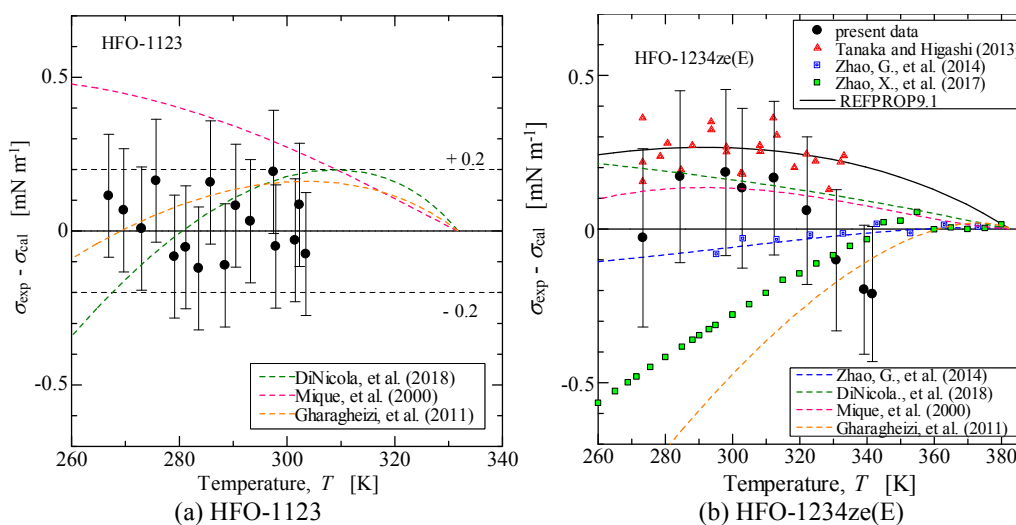 HFO-1123
+ 0.2
- 0.2
DiNicola, et al. (2018)
Mique, et al. (2000)
Gharagheizi, et al. (2011)
0.5
0
-0.5
σexp - σcal [mN m-1]
260 280 300 320 340
Temperature, T [K]
(a) HFO-1123
HFO-1234ze(E)
present data
Tanaka and Higashi (2013)
Zhao, G., et al. (2014)
Zhao, X., et al. (2017)
REFPROP9.1
Zhao, G., et al. (2014)
DiNicola., et al. (2018)
Mique, et al. (2000)
Gharagheizi, et al. (2011)
0.5
0
-0.5
σexp - σcal [mN m-1]
260 280 300 320 340 360 380
Temperature, T [K]
(b) HFO-1234ze(E)